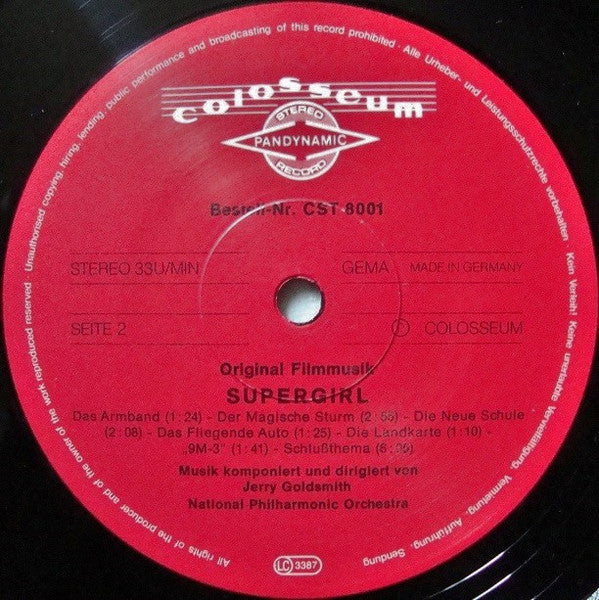 All rights of the producer and of the owner of the work reproduced reserved · Unauthorised copying, hiring, lending, public performance and broadcasting of this record prohibited · Alle Urheber- und Leistungsschutzrechte vorbehalten · Kein Verleih! Keine unerlaubte Vervielfältigung, Vermietung, Aufführung, Sendung
colosseum
STEREO
PANDYNAMIC
RECORD
Bestell-Nr. CST 8001
STEREO 33U/MIN GEMA MADE IN GERMANY
SEITE 2 Ⓒ COLOSSEUM
Original Filmmusik
SUPERGIRL
Das Armband (1:24) - Der Magische Sturm (2:55) - Die Neue Schule
(2:08) - Das Fliegende Auto (1:25) - Die Landkarte (1:10) -
„9M-3" (1:41) - Schlußthema (6:06)
Musik komponiert und dirigiert von
Jerry Goldsmith
National Philharmonic Orchestra
LC 3387